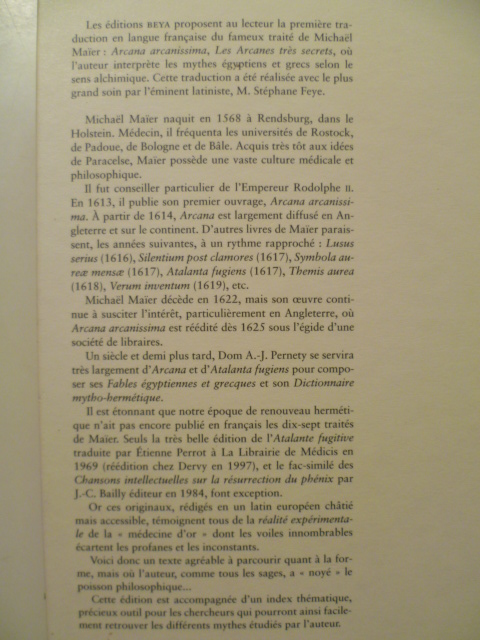 Les éditions BEYA proposent au lecteur la première tra-
duction en langue française du fameux traité de Michaël
Maïer : Arcana arcanissima, Les Arcanes très secrets, où
l'auteur interprète les mythes égyptiens et grecs selon le
sens alchimique. Cette traduction a été réalisée avec le plus
grand soin par l'éminent latiniste, M. Stéphane Feye.
Michaël Maïer naquit en 1568 à Rendsburg, dans le
Holstein. Médecin, il fréquenta les universités de Rostock,
de Padoue, de Bologne et de Bâle. Acquis très tôt aux idées
de Paracelse, Maïer possède une vaste culture médicale et
philosophique.
Il fut conseiller particulier de l'Empereur Rodolphe II.
En 1613, il publie son premier ouvrage, Arcana arcanissi-
ma. À partir de 1614, Arcana est largement diffusé en An-
gleterre et sur le continent. D'autres livres de Maïer parais-
sent, les années suivantes, à un rythme rapproché : Lusus
serius (1616), Silentium post clamores (1617), Symbola au-
reæ mensæ (1617), Atalanta fugiens (1617), Themis aurea
(1618), Verum inventum (1619), etc.
Michaël Maïer décède en 1622, mais son œuvre conti-
nue à susciter l'intérêt, particulièrement en Angleterre, où
Arcana arcanissima est réédité dès 1625 sous l'égide d'une
société de libraires.
Un siècle et demi plus tard, Dom A.-J. Pernety se servira
très largement d'Arcana et d'Atalanta fugiens pour compo-
ser ses Fables égyptiennes et grecques et son Dictionnaire
mytho-hermétique.
Il est étonnant que notre époque de renouveau herméti-
que n'ait pas encore publié en français les dix-sept traités
de Maïer. Seuls la très belle édition de l'Atalante fugitive
traduite par Étienne Perrot à La Librairie de Médicis en
1969 (réédition chez Dervy en 1997), et le fac-similé des
Chansons intellectuelles sur la résurrection du phénix par
J.-C. Bailly éditeur en 1984, font exception.
Or ces originaux, rédigés en un latin européen châtié
mais accessible, témoignent tous de la réalité expérimenta-
le de la « médecine d'or » dont les voiles innombrables
écartent les profanes et les inconstants.
Voici donc un texte agréable à parcourir quant à la for-
me, mais où l'auteur, comme tous les sages, a « noyé » le
poisson philosophique...
Cette édition est accompagnée d'un index thématique,
précieux outil pour les chercheurs qui pourront ainsi facile-
ment retrouver les différents mythes étudiés par l'auteur.